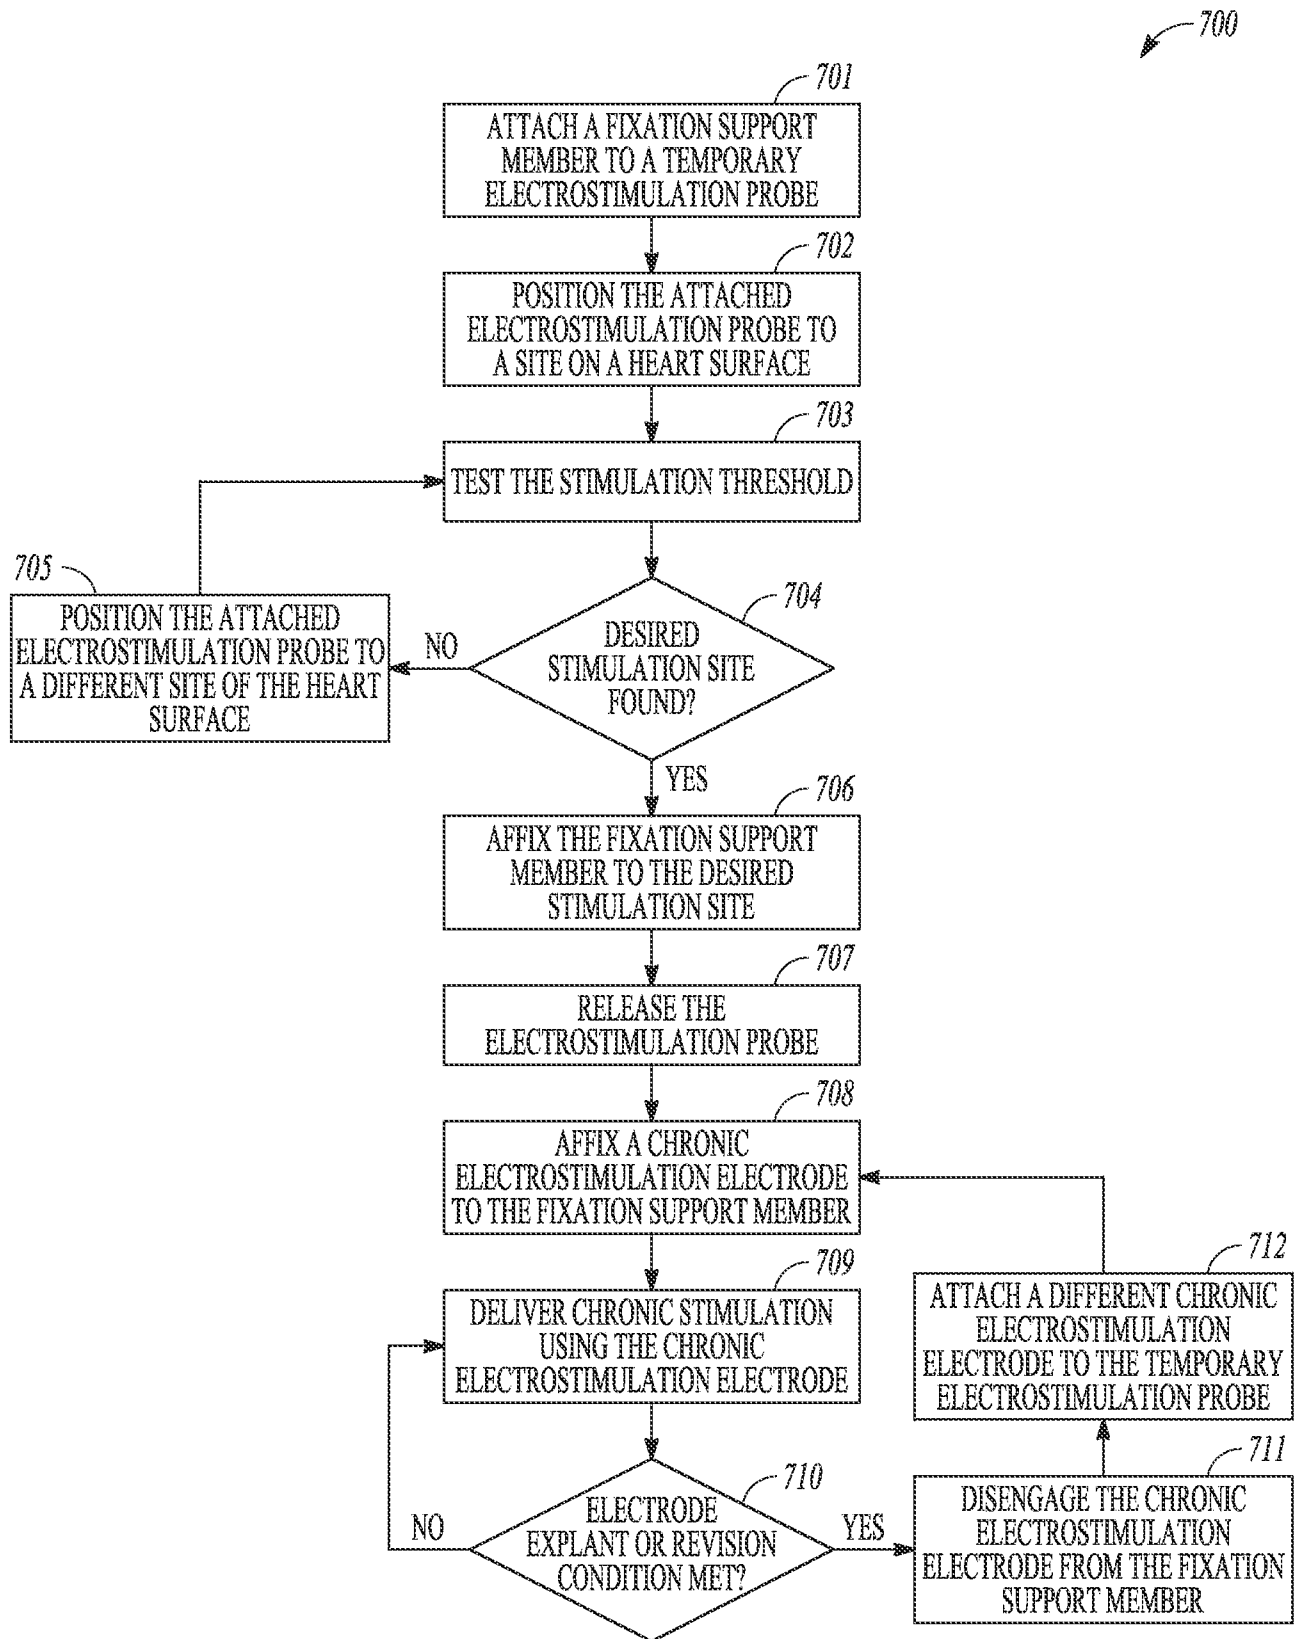 700
701
ATTACH A FIXATION SUPPORT
MEMBER TO A TEMPORARY
ELECTROSTIMULATION PROBE
702
POSITION THE ATTACHED
ELECTROSTIMULATION PROBE TO
A SITE ON A HEART SURFACE
703
TEST THE STIMULATION THRESHOLD
704
DESIRED
STIMULATION SITE
FOUND?
NO
705
POSITION THE ATTACHED
ELECTROSTIMULATION PROBE TO
A DIFFERENT SITE OF THE HEART
SURFACE
YES
706
AFFIX THE FIXATION SUPPORT
MEMBER TO THE DESIRED
STIMULATION SITE
707
RELEASE THE
ELECTROSTIMULATION PROBE
708
AFFIX A CHRONIC
ELECTROSTIMULATION ELECTRODE
TO THE FIXATION SUPPORT MEMBER
709
DELIVER CHRONIC STIMULATION
USING THE CHRONIC
ELECTROSTIMULATION ELECTRODE
710
ELECTRODE
EXPLANT OR REVISION
CONDITION MET?
NO
YES
711
DISENGAGE THE CHRONIC
ELECTROSTIMULATION
ELECTRODE FROM THE FIXATION
SUPPORT MEMBER
712
ATTACH A DIFFERENT CHRONIC
ELECTROSTIMULATION
ELECTRODE TO THE TEMPORARY
ELECTROSTIMULATION PROBE